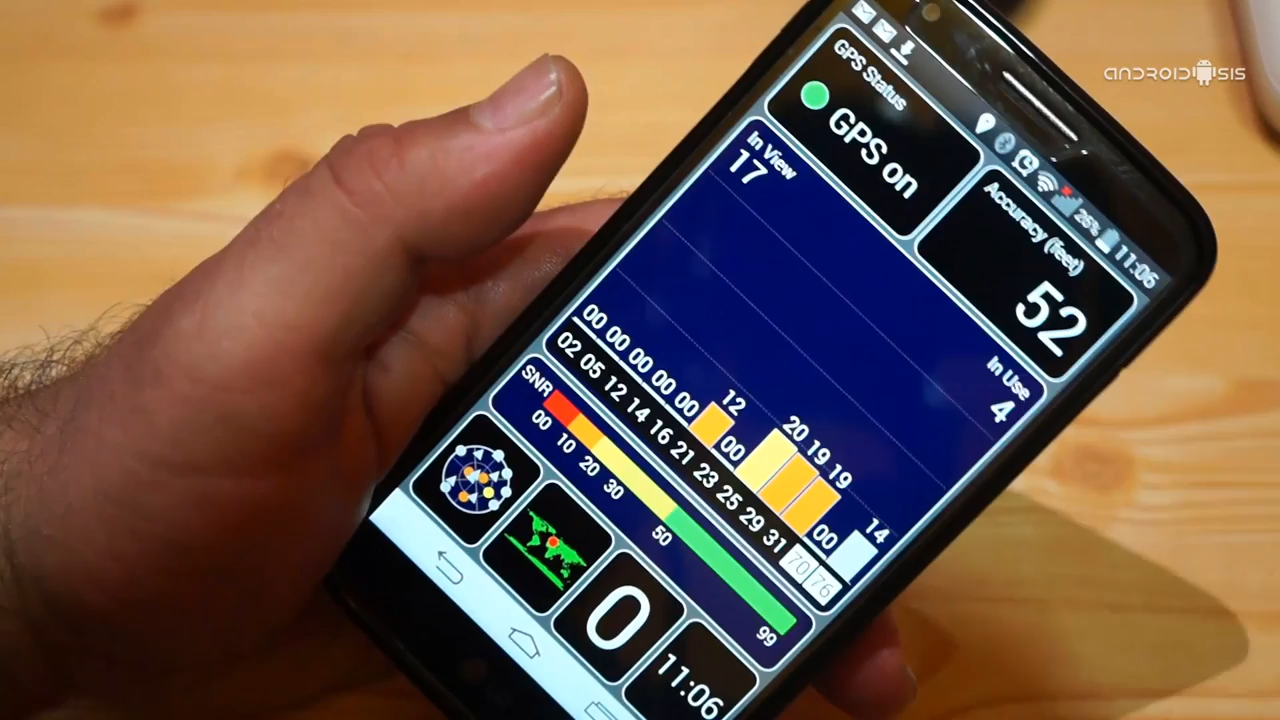 ANDROIDSIS
26% 11:06
GPS Status
GPS on
Accuracy (feet)
52
In View
17
In Use
4
00 00 00 00 00 12 00 20 19 19 00 14
02 05 12 14 16 21 23 25 29 31 70 76
SNR
00 10 20 30 50 99
0
11:06